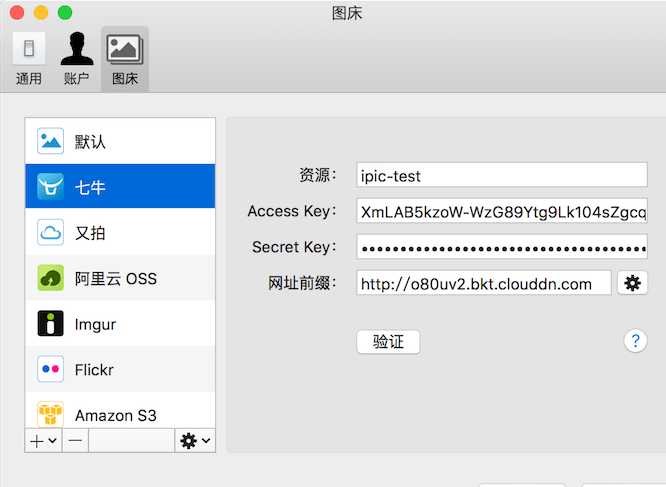 图床
通用
账户
图床
默认
七牛
又拍
阿里云 OSS
Imgur
Flickr
Amazon S3
资源:
ipic-test
Access Key:
XmLAB5kzoW-WzG89Ytg9Lk104sZgcq
Secret Key:
网址前缀:
http://o80uv2.bkt.clouddn.com
验证
?